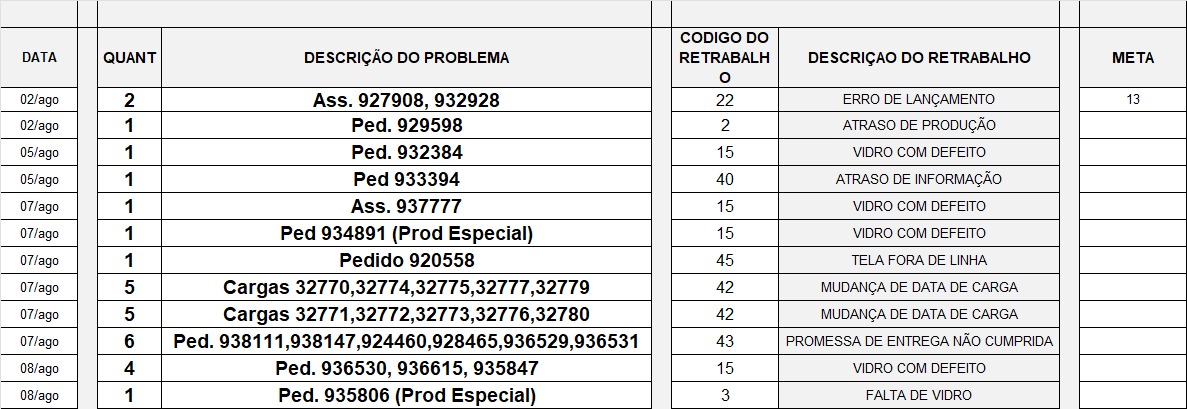 DATA QUANT DESCRIÇÃO DO PROBLEMA CODIGO DO RETRABALHO DESCRIÇAO DO RETRABALHO META
02/ago 2 Ass. 927908, 932928 22 ERRO DE LANÇAMENTO 13
02/ago 1 Ped. 929598 2 ATRASO DE PRODUÇÃO
05/ago 1 Ped. 932384 15 VIDRO COM DEFEITO
05/ago 1 Ped 933394 40 ATRASO DE INFORMAÇÃO
07/ago 1 Ass. 937777 15 VIDRO COM DEFEITO
07/ago 1 Ped 934891 (Prod Especial) 15 VIDRO COM DEFEITO
07/ago 1 Pedido 920558 45 TELA FORA DE LINHA
07/ago 5 Cargas 32770,32774,32775,32777,32779 42 MUDANÇA DE DATA DE CARGA
07/ago 5 Cargas 32771,32772,32773,32776,32780 42 MUDANÇA DE DATA DE CARGA
07/ago 6 Ped. 938111,938147,924460,928465,936529,936531 43 PROMESSA DE ENTREGA NÃO CUMPRIDA
08/ago 4 Ped. 936530, 936615, 935847 15 VIDRO COM DEFEITO
08/ago 1 Ped. 935806 (Prod Especial) 3 FALTA DE VIDRO